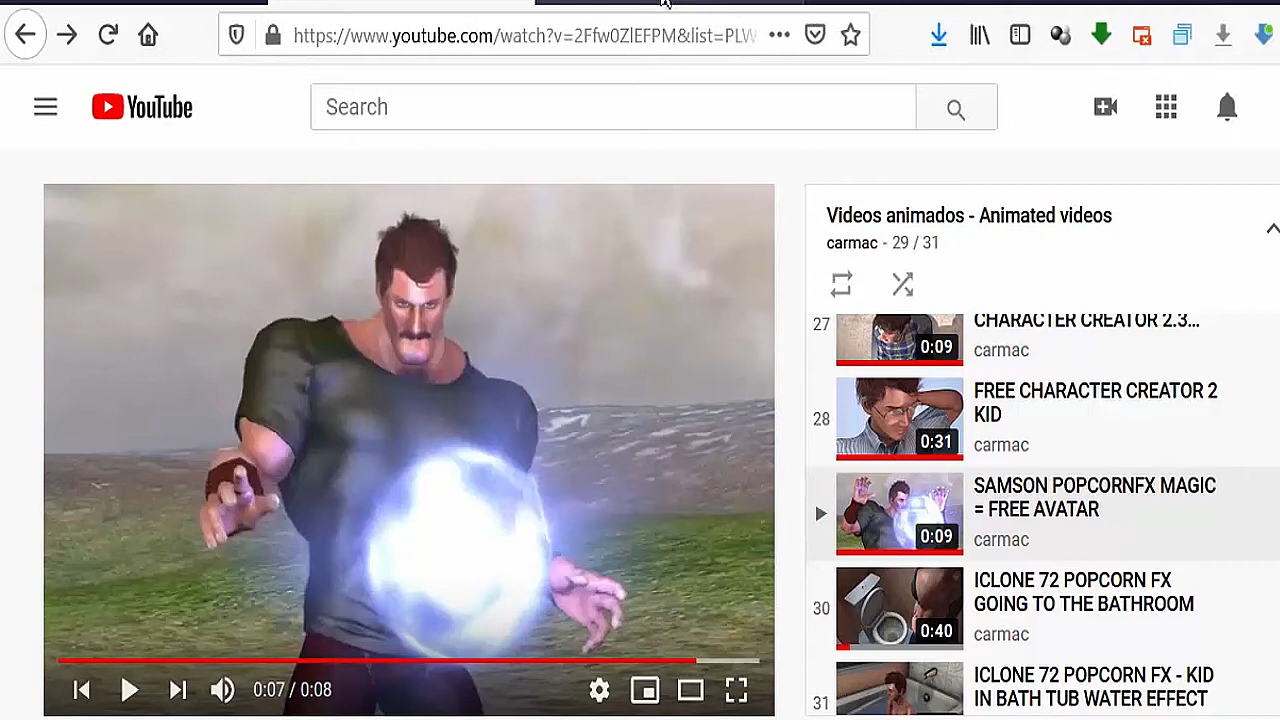 https://www.youtube.com/watch?v=2Ffw0ZlEFPM&list=PLW
YouTube
Search
Videos animados - Animated videos
carmac - 29 / 31
27
0:09
CHARACTER CREATOR 2.3...
carmac
28
0:31
FREE CHARACTER CREATOR 2
KID
carmac
0:09
SAMSON POPCORNFX MAGIC
= FREE AVATAR
carmac
30
0:40
ICLONE 72 POPCORN FX
GOING TO THE BATHROOM
carmac
31
ICLONE 72 POPCORN FX - KID
IN BATH TUB WATER EFFECT
0:07 / 0:08